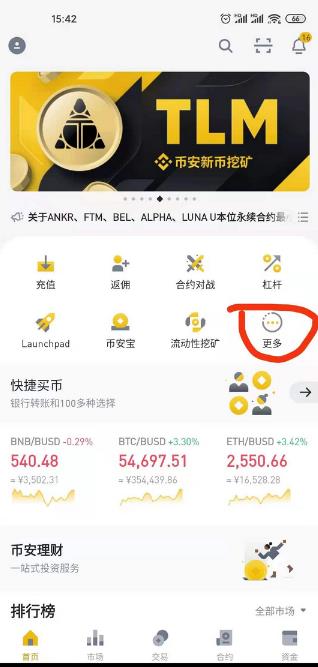 15:42
66
16
TLM
币安新币挖矿
关于ANKR、FTM、BEL、ALPHA、LUNA U本位永续合约最
充值
返佣
合约对战
杠杆
Launchpad
币安宝
流动性挖矿
更多
快捷买币
银行转账和100多种选择
BNB/BUSD -0.29%
BTC/BUSD +3.30%
ETH/BUSD +3.42%
540.48
54,697.51
2,550.66
≈ ¥3,502.31
≈ ¥354,439.86
≈ ¥16,528.28
币安理财
一站式投资服务
排行榜
全部市场
首页
市场
交易
合约
资金